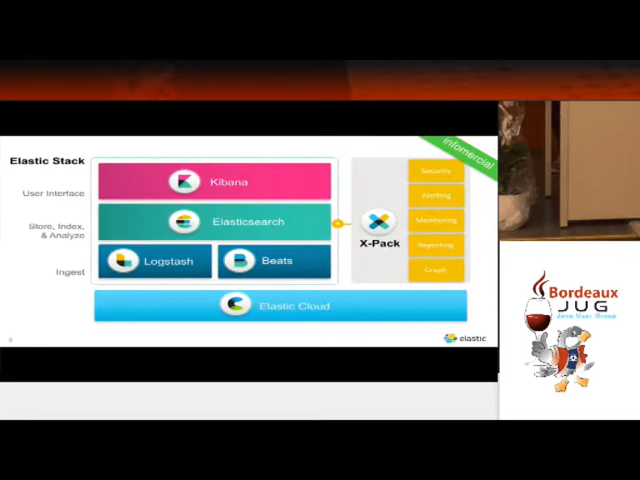 Elastic Stack
infomercial
User Interface
Kibana
Store, Index,
& Analyze
Elasticsearch
Ingest
Logstash
Beats
X-Pack
Security
Alerting
Monitoring
Reporting
Graph
Elastic Cloud
5
elastic
Bordeaux
JUG
Java User Group